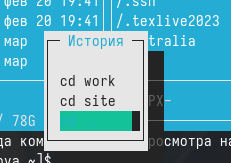 фев 20 19:41 /.ssh
фев 20 19:41 /.texlive2023
мар История tralia
мар
cd work
cd site
PX-
/ 78G
да ком росмотра на
ova ~]$